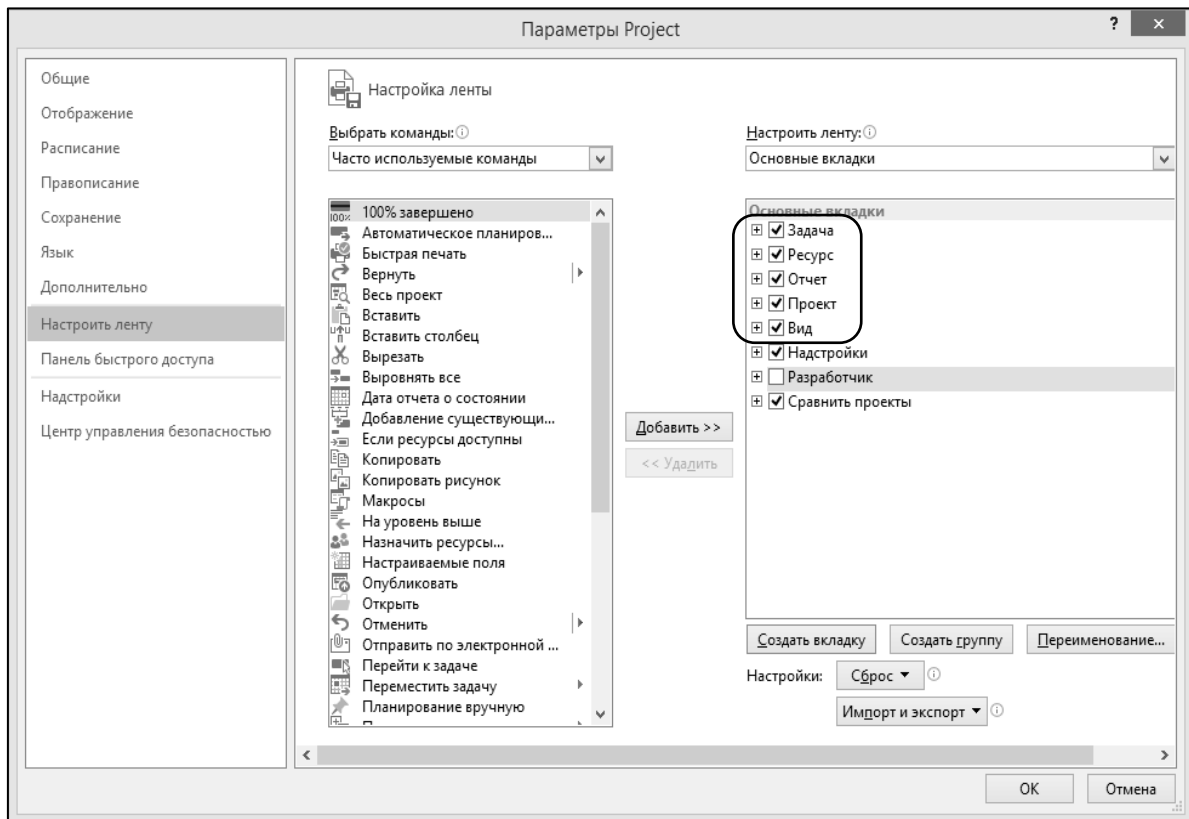 Параметры Project
?
×
Общие
Отображение
Расписание
Правописание
Сохранение
Язык
Дополнительно
Настроить ленту
Панель быстрого доступа
Надстройки
Центр управления безопасностью
Настройка ленты
Выбрать команды:
Часто используемые команды
100% завершено
Автоматическое планиров...
Быстрая печать
Вернуть
Весь проект
Вставить
Вставить столбец
Вырезать
Выровнять все
Дата отчета о состоянии
Добавление существующи...
Если ресурсы доступны
Копировать
Копировать рисунок
Макросы
На уровень выше
Назначить ресурсы...
Настраиваемые поля
Опубликовать
Открыть
Отменить
Отправить по электронной ...
Перейти к задаче
Переместить задачу
Планирование вручную
Добавить >>
<< Удалить
Настроить ленту:
Основные вкладки
Основные вкладки
Задача
Ресурс
Отчет
Проект
Вид
Надстройки
Разработчик
Сравнить проекты
Создать вкладку
Создать группу
Переименование...
Настройки:
Сброс
Импорт и экспорт
ОК
Отмена